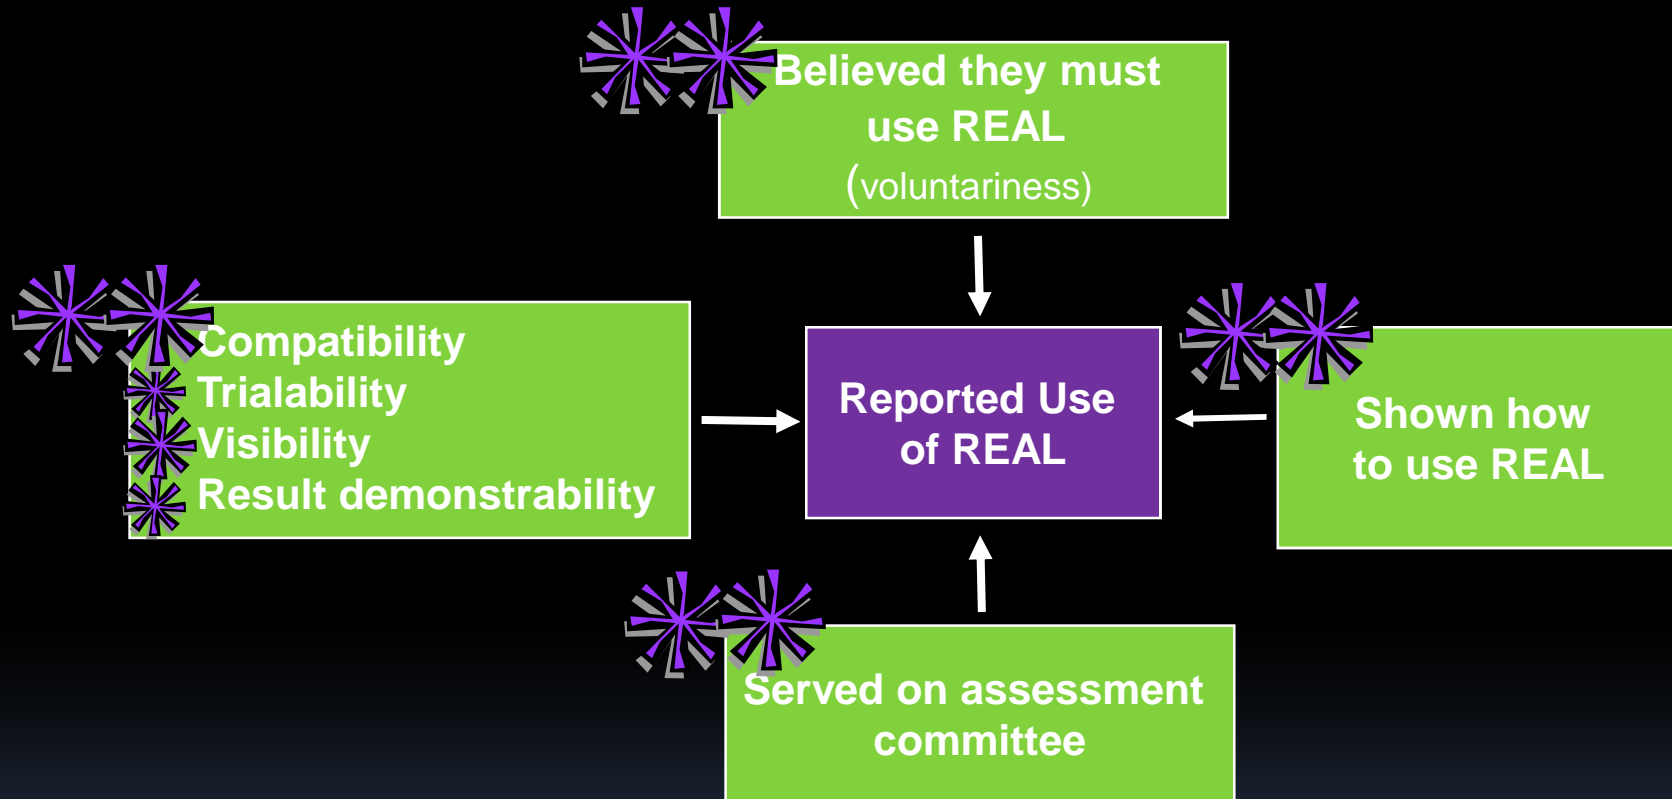 Believed they must
use REAL
(voluntariness)
Compatibility
Trialability
Visibility
Result demonstrability
Reported Use
of REAL
Shown how
to use REAL
Served on assessment
committee